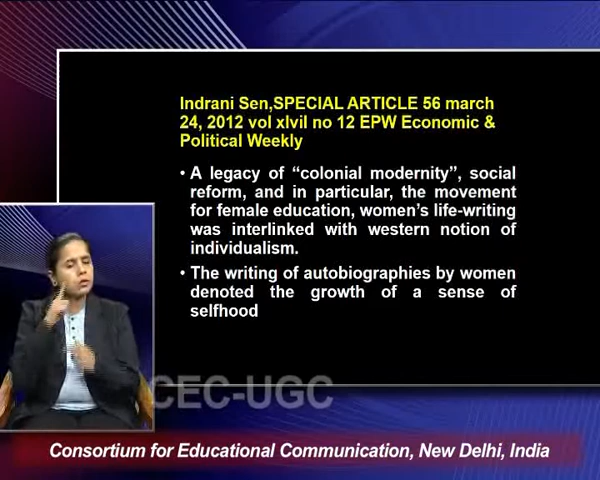 Indrani Sen,SPECIAL ARTICLE 56 march
24, 2012 vol xlvil no 12 EPW Economic &
Political Weekly
• A legacy of “colonial modernity”, social
reform, and in particular, the movement
for female education, women’s life-writing
was interlinked with western notion of
individualism.
• The writing of autobiographies by women
denoted the growth of a sense of
selfhood
CEC-UGC
Consortium for Educational Communication, New Delhi, India